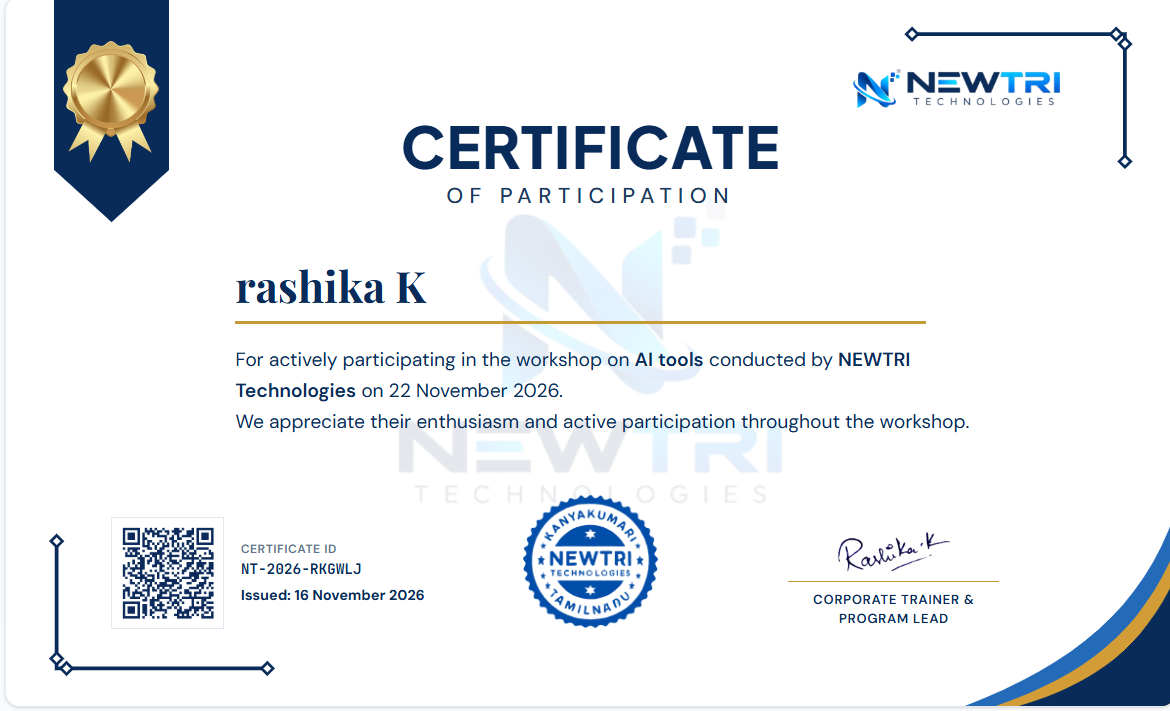 NEWTRI
TECHNOLOGIES
CERTIFICATE
OF PARTICIPATION
rashika K
For actively participating in the workshop on AI tools conducted by NEWTRI
Technologies on 22 November 2026.
We appreciate their enthusiasm and active participation throughout the workshop.
NEWTRI
TECHNOLOGIES
CERTIFICATE ID
NT-2026-RKGWLJ
Issued: 16 November 2026
KANYAKUMARI
NEWTRI
TECHNOLOGIES
TAMILNADU
Rashika.K
CORPORATE TRAINER &
PROGRAM LEAD